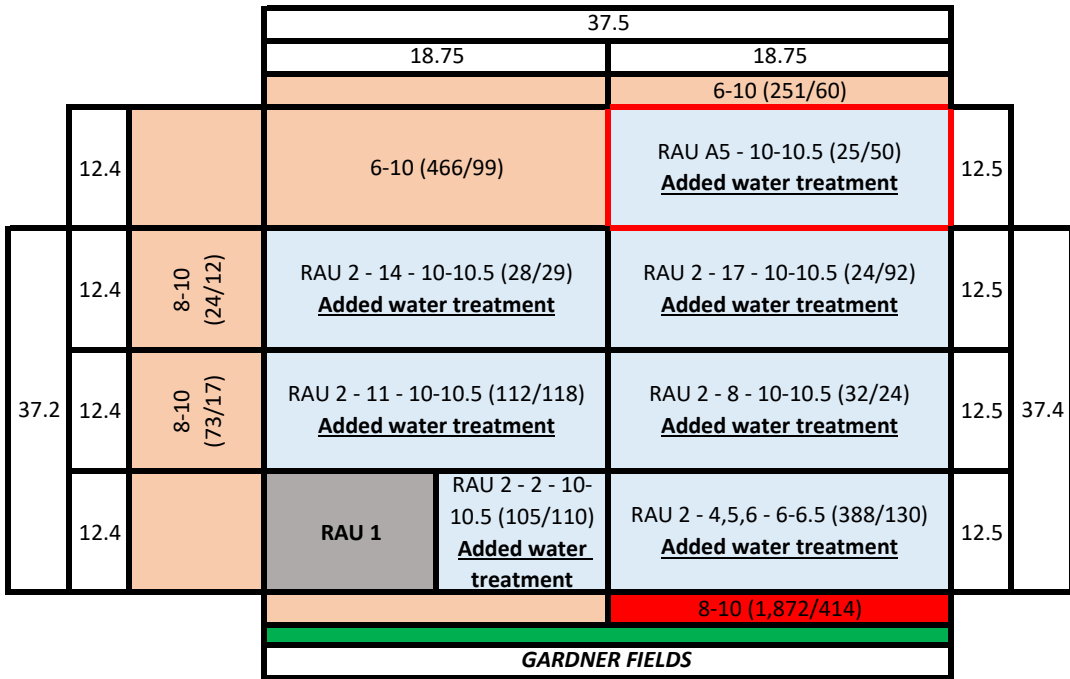 37.5
18.75 18.75
6-10 (251/60)
12.4
6-10 (466/99)
RAU A5 - 10-10.5 (25/50)
Added water treatment
12.5
37.2
12.4
8-10
(24/12)
RAU 2 - 14 - 10-10.5 (28/29)
Added water treatment
RAU 2 - 17 - 10-10.5 (24/92)
Added water treatment
12.5
37.4
12.4
8-10
(73/17)
RAU 2 - 11 - 10-10.5 (112/118)
Added water treatment
RAU 2 - 8 - 10-10.5 (32/24)
Added water treatment
12.5
12.4
RAU 1
RAU 2 - 2 - 10-
10.5 (105/110)
Added water
treatment
RAU 2 - 4,5,6 - 6-6.5 (388/130)
Added water treatment
12.5
8-10 (1,872/414)
GARDNER FIELDS